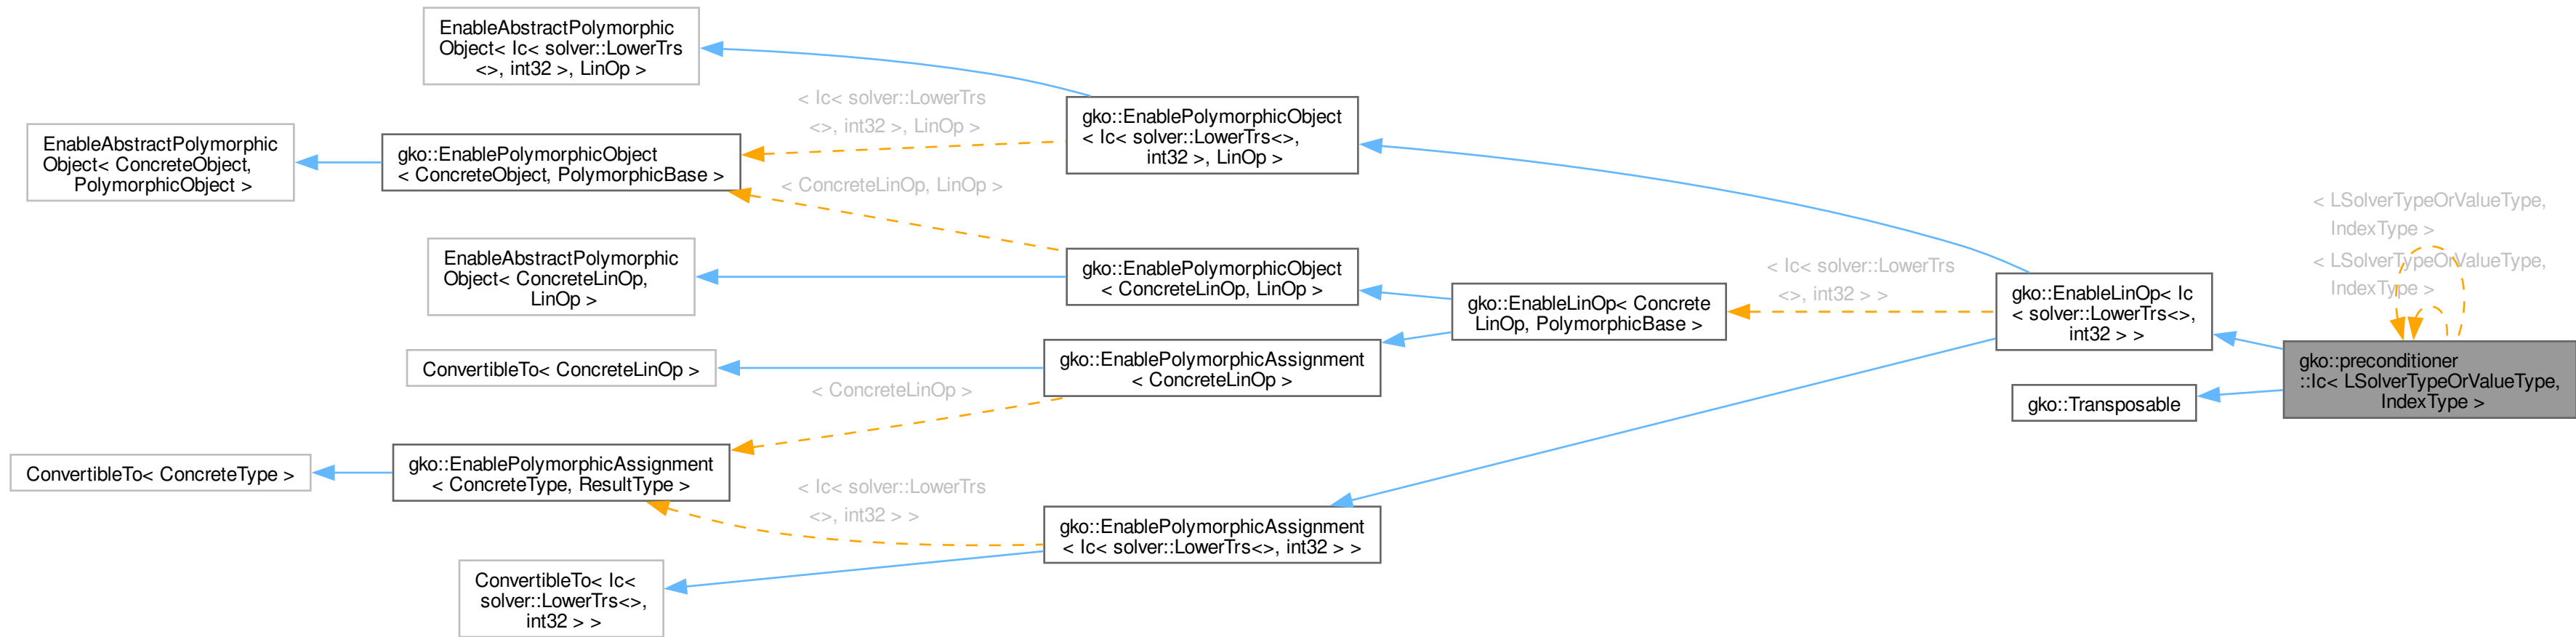 EnableAbstractPolymorphic
Object< Ic< solver::LowerTrs
<>, int32 >, LinOp >
EnableAbstractPolymorphic
Object< ConcreteObject,
PolymorphicObject >
gko::EnablePolymorphicObject
< ConcreteObject, PolymorphicBase >
< Ic< solver::LowerTrs
<>, int32 >, LinOp >
gko::EnablePolymorphicObject
< Ic< solver::LowerTrs<>,
int32 >, LinOp >
< ConcreteLinOp, LinOp >
EnableAbstractPolymorphic
Object< ConcreteLinOp,
LinOp >
gko::EnablePolymorphicObject
< ConcreteLinOp, LinOp >
gko::EnableLinOp< Concrete
LinOp, PolymorphicBase >
< Ic< solver::LowerTrs
<>, int32 > >
gko::EnableLinOp< Ic
< solver::LowerTrs<>,
int32 > >
< LSolverTypeOrValueType,
IndexType >
< LSolverTypeOrValueType,
IndexType >
gko::preconditioner
::Ic< LSolverTypeOrValueType,
IndexType >
gko::Transposable
ConvertibleTo< ConcreteLinOp >
gko::EnablePolymorphicAssignment
< ConcreteLinOp >
< ConcreteLinOp >
ConvertibleTo< ConcreteType >
gko::EnablePolymorphicAssignment
< ConcreteType, ResultType >
< Ic< solver::LowerTrs
<>, int32 > >
gko::EnablePolymorphicAssignment
< Ic< solver::LowerTrs<>, int32 > >
ConvertibleTo< Ic<
solver::LowerTrs<>,
int32 > >